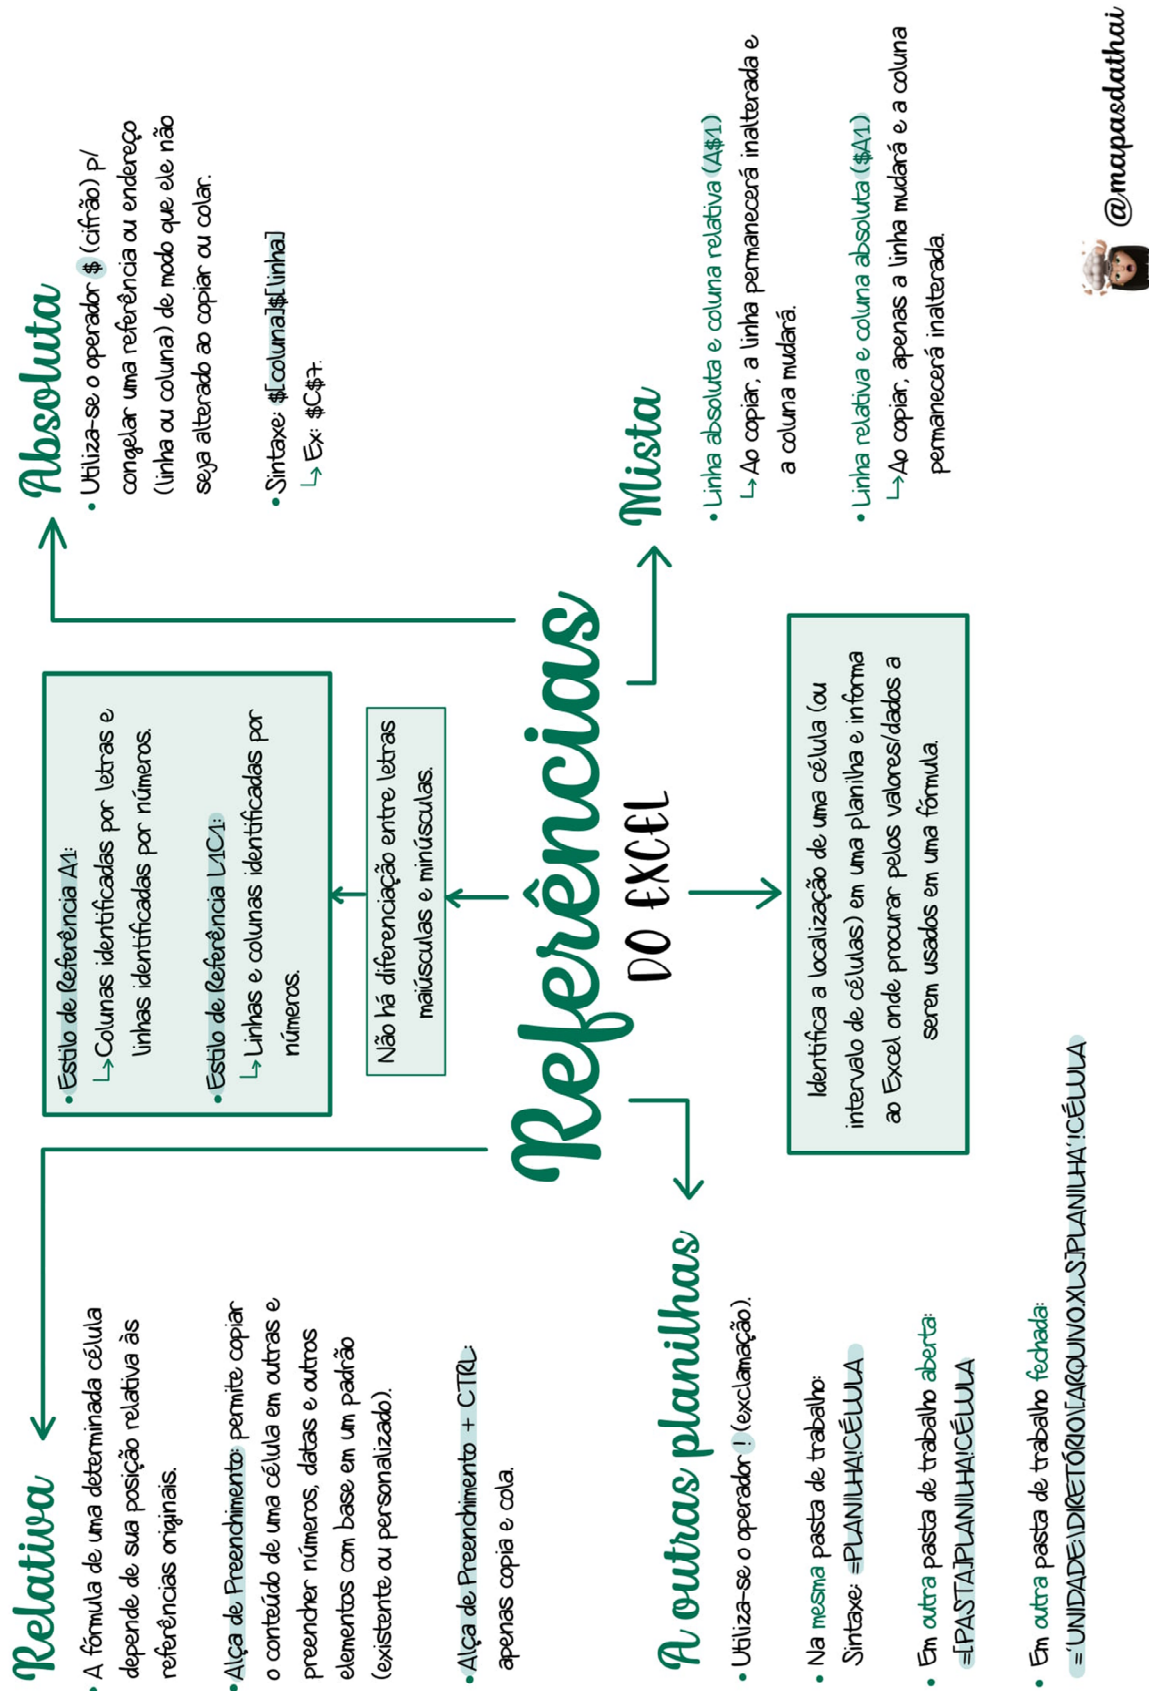 Relativa
• A fórmula de uma determinada célula
depende de sua posição relativa às
referências originais.
• Alça de Preenchimento: permite copiar
o conteúdo de uma célula em outras e
preencher números, datas e outros
elementos com base em um padrão
(existente ou personalizado).
• Alça de Preenchimento + CTRL:
apenas copia e cola.
• Estilo de Referência A1:
↳ Colunas identificadas por letras e
linhas identificadas por números.
• Estilo de Referência L1C1:
↳ Linhas e colunas identificadas por
números.
Não há diferenciação entre letras
maiúsculas e minúsculas.
Absoluta
• Utiliza-se o operador $ (cifrão) p/
congelar uma referência ou endereço
(linha ou coluna) de modo que ele não
seja alterado ao copiar ou colar.
• Sintaxe: $[coluna]$[linha]
↳ Ex: $C$7.
Referências
DO EXCEL
A outras planilhas
• Utiliza-se o operador ! (exclamação).
• Na mesma pasta de trabalho:
Sintaxe: =PLANILHA!CÉLULA
• Em outra pasta de trabalho aberta:
=[PASTA]PLANILHA!CÉLULA
• Em outra pasta de trabalho fechada:
='UNIDADE:\DIRETÓRIO\[ARQUIVO.XLS]PLANILHA'!CÉLULA
Identifica a localização de uma célula (ou
intervalo de células) em uma planilha e informa
ao Excel onde procurar pelos valores/dados a
serem usados em uma fórmula.
Mista
• Linha absoluta e coluna relativa (A$1)
↳ Ao copiar, a linha permanecerá inalterada e
a coluna mudará.
• Linha relativa e coluna absoluta ($A1)
↳ Ao copiar, apenas a linha mudará e a coluna
permanecerá inalterada.
@mapasdathai